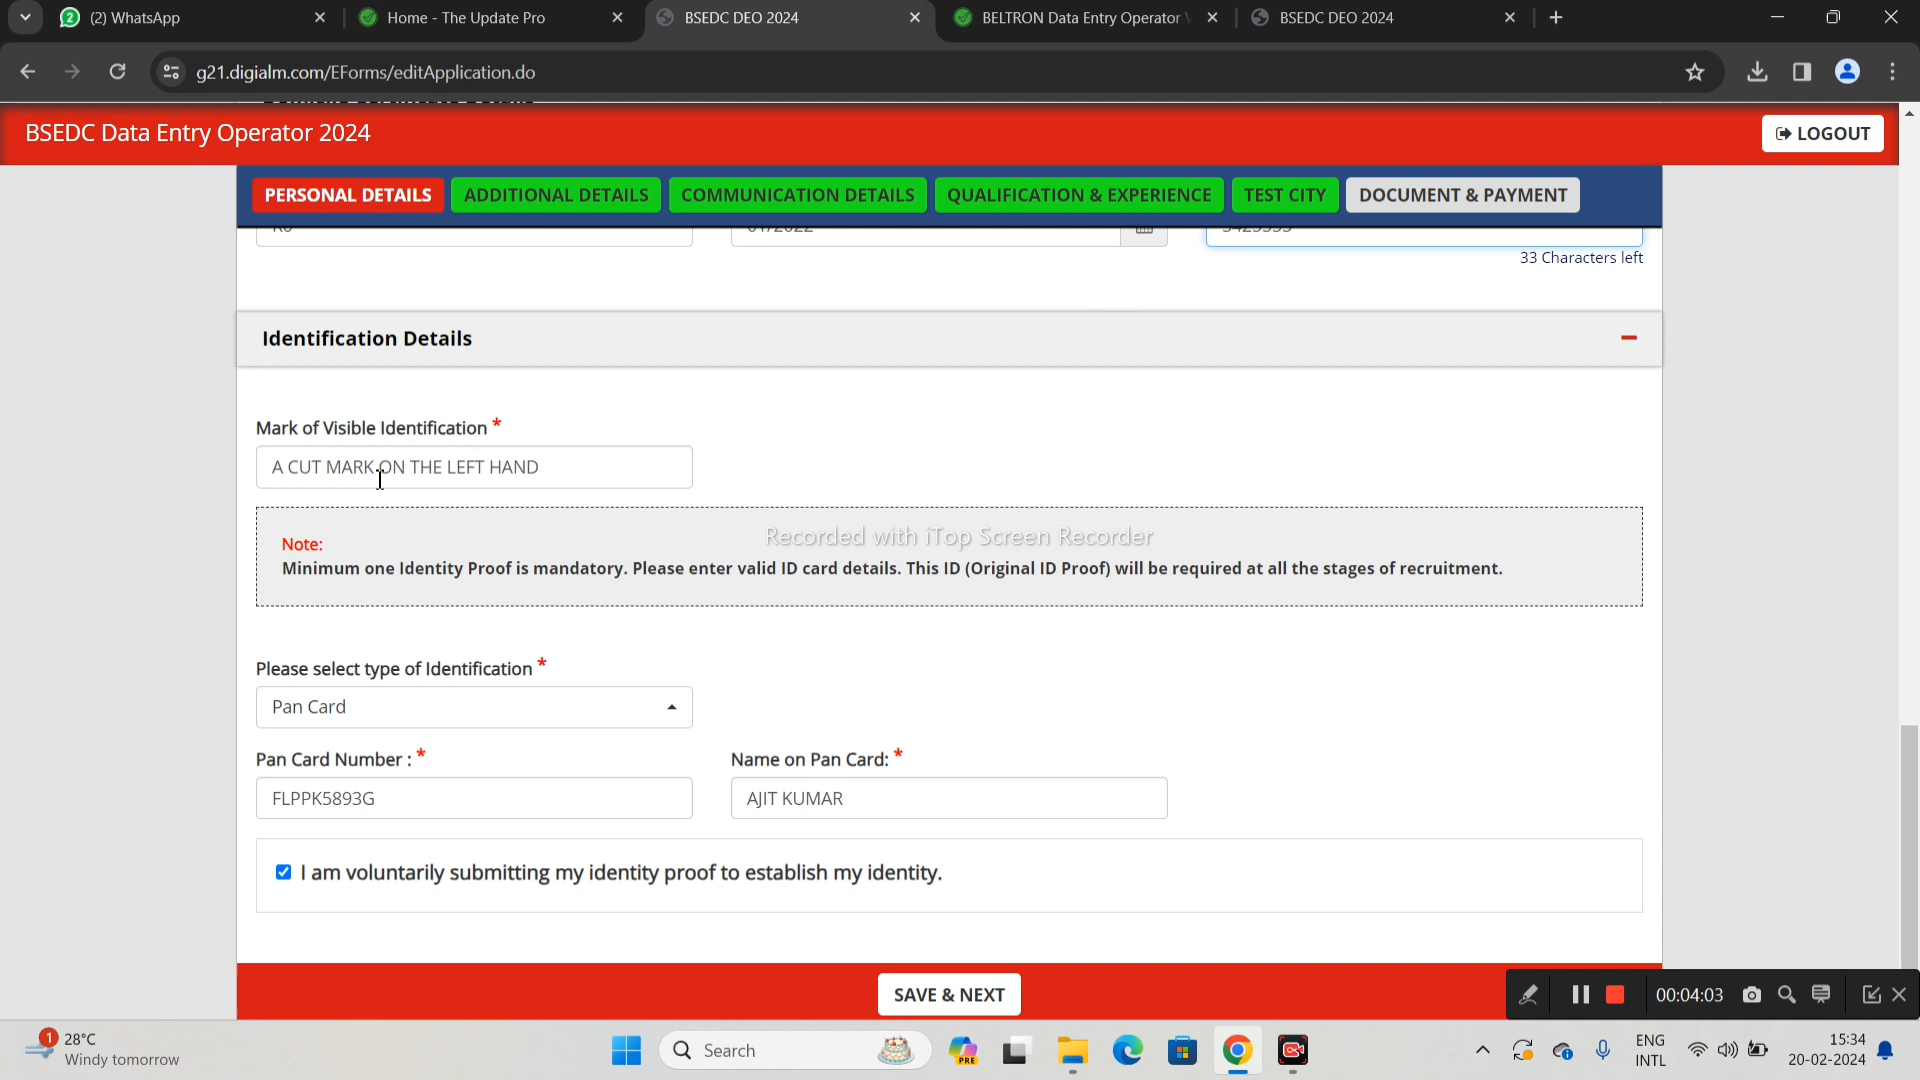 (2) WhatsApp
Home - The Update Pro
BSEDC DEO 2024
BELTRON Data Entry Operator
BSEDC DEO 2024
g21.digialm.com/EForms/editApplication.do
BSEDC Data Entry Operator 2024
LOGOUT
PERSONAL DETAILS
ADDITIONAL DETAILS
COMMUNICATION DETAILS
QUALIFICATION & EXPERIENCE
TEST CITY
DOCUMENT & PAYMENT
33 Characters left
Identification Details
Mark of Visible Identification *
A CUT MARK ON THE LEFT HAND
Recorded with iTop Screen Recorder
Note:
Minimum one Identity Proof is mandatory. Please enter valid ID card details. This ID (Original ID Proof) will be required at all the stages of recruitment.
Please select type of Identification *
Pan Card
Pan Card Number : *
Name on Pan Card: *
FLPPK5893G
AJIT KUMAR
I am voluntarily submitting my identity proof to establish my identity.
SAVE & NEXT
00:04:03
1
28°C
Windy tomorrow
Search
PRE
ENG
INTL
15:34
20-02-2024